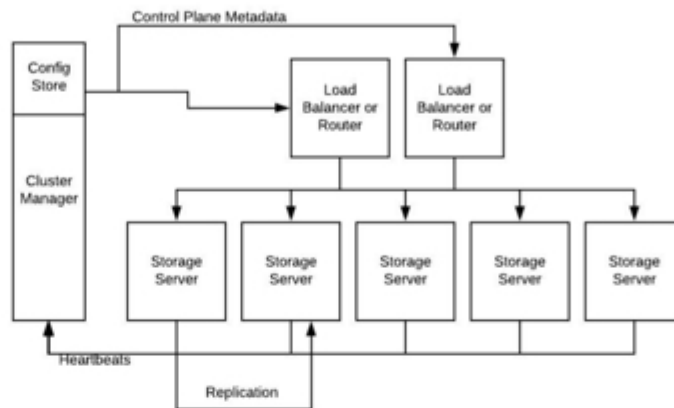 Control Plane Metadata
Config
Store
Load
Balancer or
Router
Load
Balancer or
Router
Cluster
Manager
Storage
Server
Storage
Server
Storage
Server
Storage
Server
Storage
Server
Heartbeats
Replication